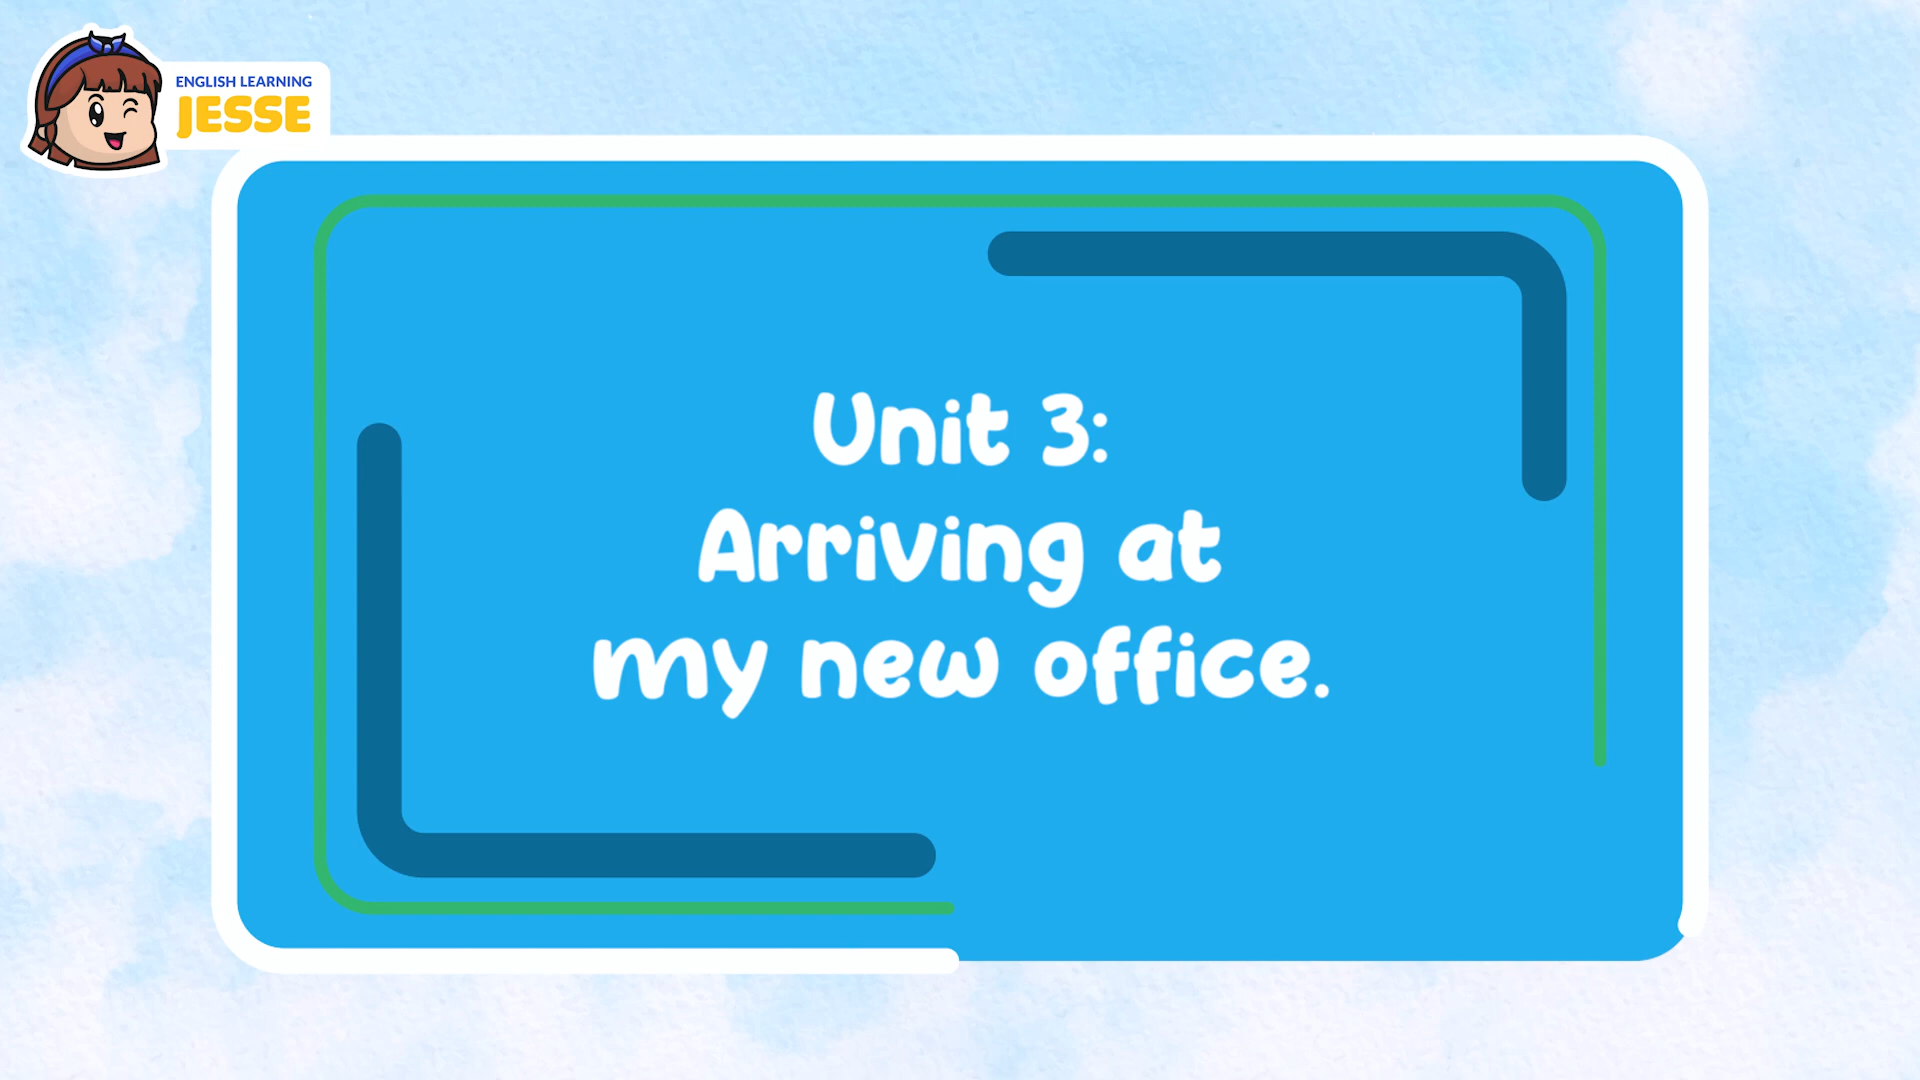 ENGLISH LEARNING
JESSE
Unit 3:
Arriving at
my new office.